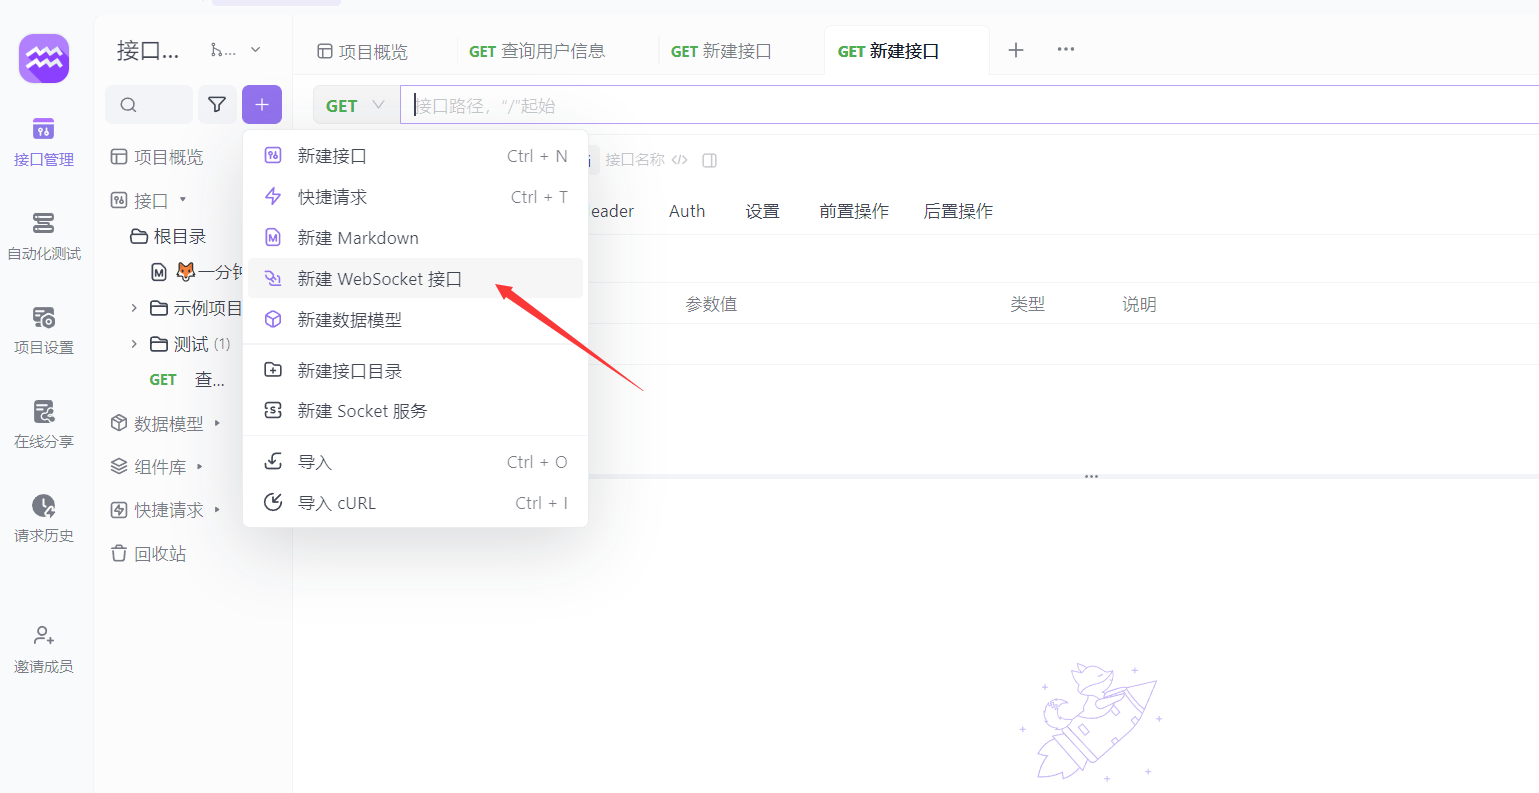 接口...
...
项目概览
GET 查询用户信息
GET 新建接口
GET 新建接口
GET
接口路径，“/”起始
接口管理
自动化测试
项目设置
在线分享
请求历史
邀请成员
项目概览
接口
根目录
一分钟
示例项目
测试 (1)
GET 查...
数据模型
组件库
快捷请求
回收站
新建接口 Ctrl + N
快捷请求 Ctrl + T
新建 Markdown
新建 WebSocket 接口
新建数据模型
新建接口目录
新建 Socket 服务
导入 Ctrl + O
导入 cURL Ctrl + I
接口名称
eader Auth 设置 前置操作 后置操作
参数值 类型 说明